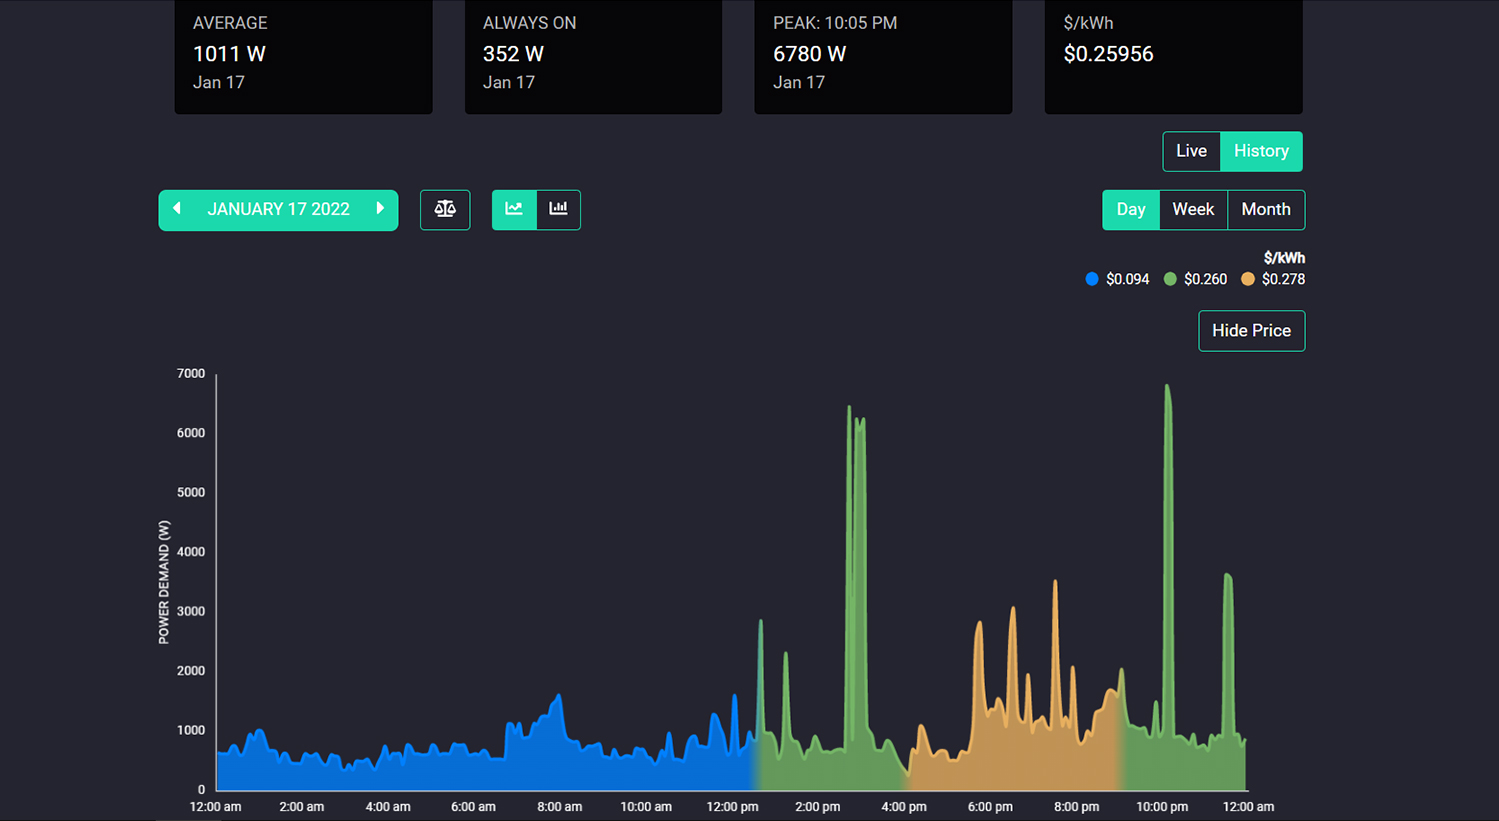 AVERAGE
1011 W
Jan 17
ALWAYS ON
352 W
Jan 17
PEAK: 10:05 PM
6780 W
Jan 17
$/kWh
$0.25956
Live History
JANUARY 17 2022
Day Week Month
$/kWh
$0.094 $0.260 $0.278
Hide Price
POWER DEMAND (W)
7000
6000
5000
4000
3000
2000
1000
0
12:00 am 2:00 am 4:00 am 6:00 am 8:00 am 10:00 am 12:00 pm 2:00 pm 4:00 pm 6:00 pm 8:00 pm 10:00 pm 12:00 am